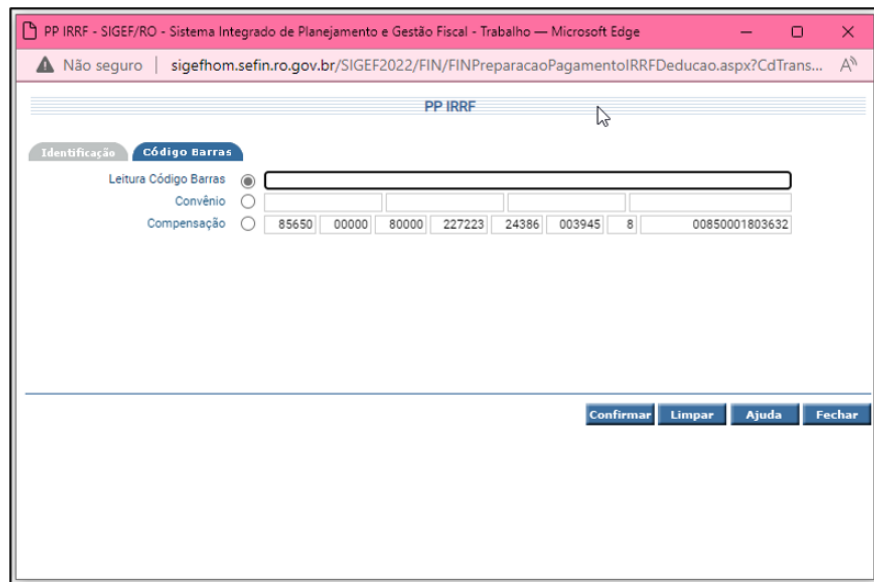 PP IRRF - SIGEF/RO - Sistema Integrado de Planejamento e Gestão Fiscal - Trabalho — Microsoft Edge
Não seguro | sigefhom.sefin.ro.gov.br/SIGEF2022/FIN/FINPreparacaoPagamentoIRRFDeducao.aspx?CdTrans... A
PP IRRF
Identificação Código Barras
Leitura Código Barras
Convênio
Compensação 85650 00000 80000 227223 24386 003945 8 00850001803632
Confirmar Limpar Ajuda Fechar